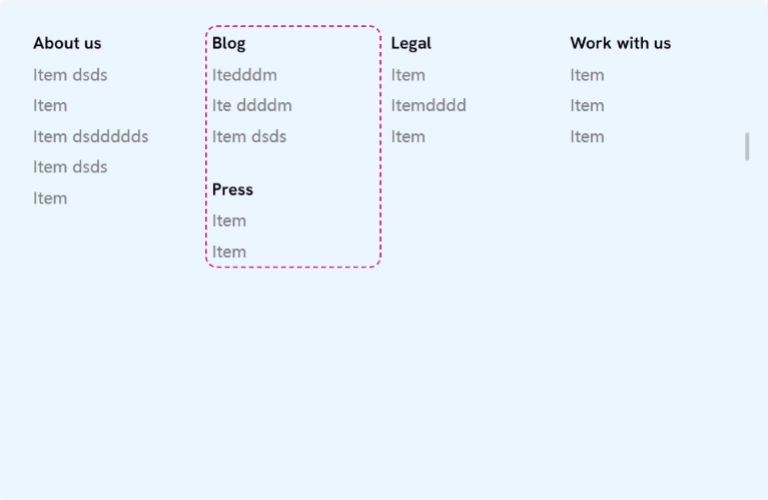 About us
Item dsds
Item
Item dsddddds
Item dsds
Item
Blog
Itedddm
Ite ddddm
Item dsds
Press
Item
Item
Legal
Item
Itemdddd
Item
Work with us
Item
Item
Item